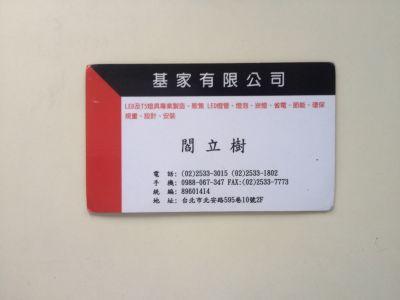 基家有限公司
LED及T5燈具專業製造、販售 LED燈管、燈泡、崁燈、省電、節能、環保
規畫、設計、安裝
閻立樹
電 話: (02)2533-3015 (02)2533-1802
手 機: 0988-067-347 FAX:(02)2533-7773
統 編: 89601414
地 址: 台北市北安路595巷10號2F